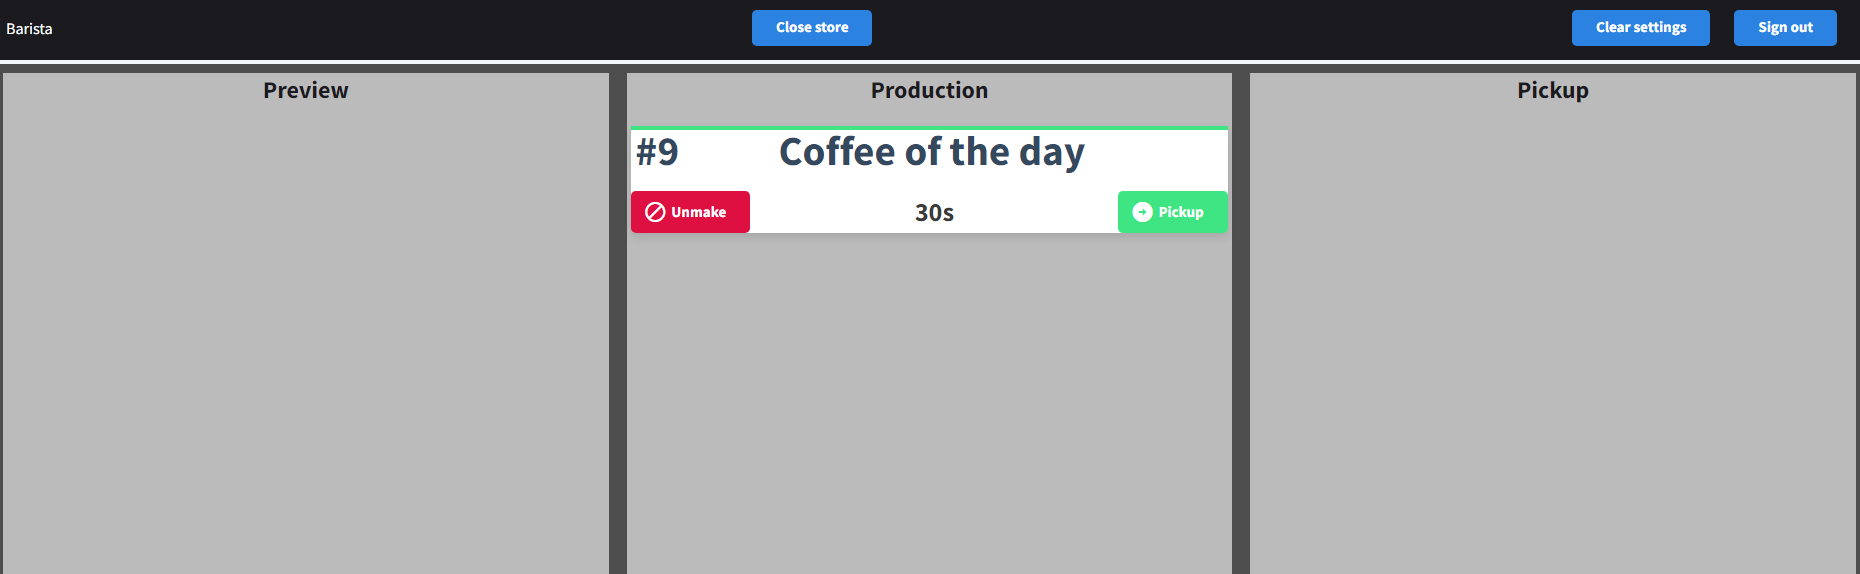 Barista
Close store
Clear settings
Sign out
Preview
Production
Pickup
#9
Coffee of the day
Unmake
30s
Pickup